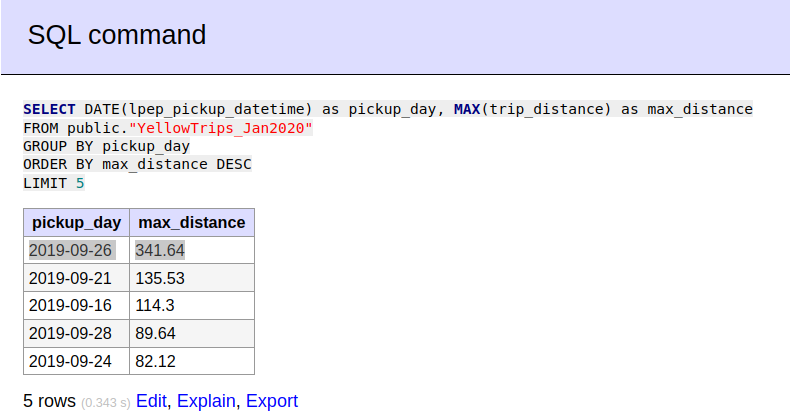 SQL command
SELECT DATE(lpep_pickup_datetime) as pickup_day, MAX(trip_distance) as max_distance
FROM public."YellowTrips_Jan2020"
GROUP BY pickup_day
ORDER BY max_distance DESC
LIMIT 5
pickup_day max_distance
2019-09-26 341.64
2019-09-21 135.53
2019-09-16 114.3
2019-09-28 89.64
2019-09-24 82.12
5 rows (0.343 s) Edit, Explain, Export